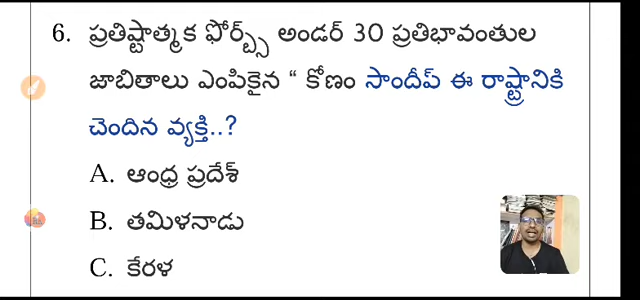 6. ప్రతిష్టాత్మక ఫోర్బ్స్ అండర్ 30 ప్రతిభావంతుల
జాబితాలు ఎంపికైన “ కోణం సాందీప్ ఈ రాష్ట్రానికి
చెందిన వ్యక్తి..?
A. ఆంధ్ర ప్రదేశ్
B. తమిళనాడు
C. కేరళ